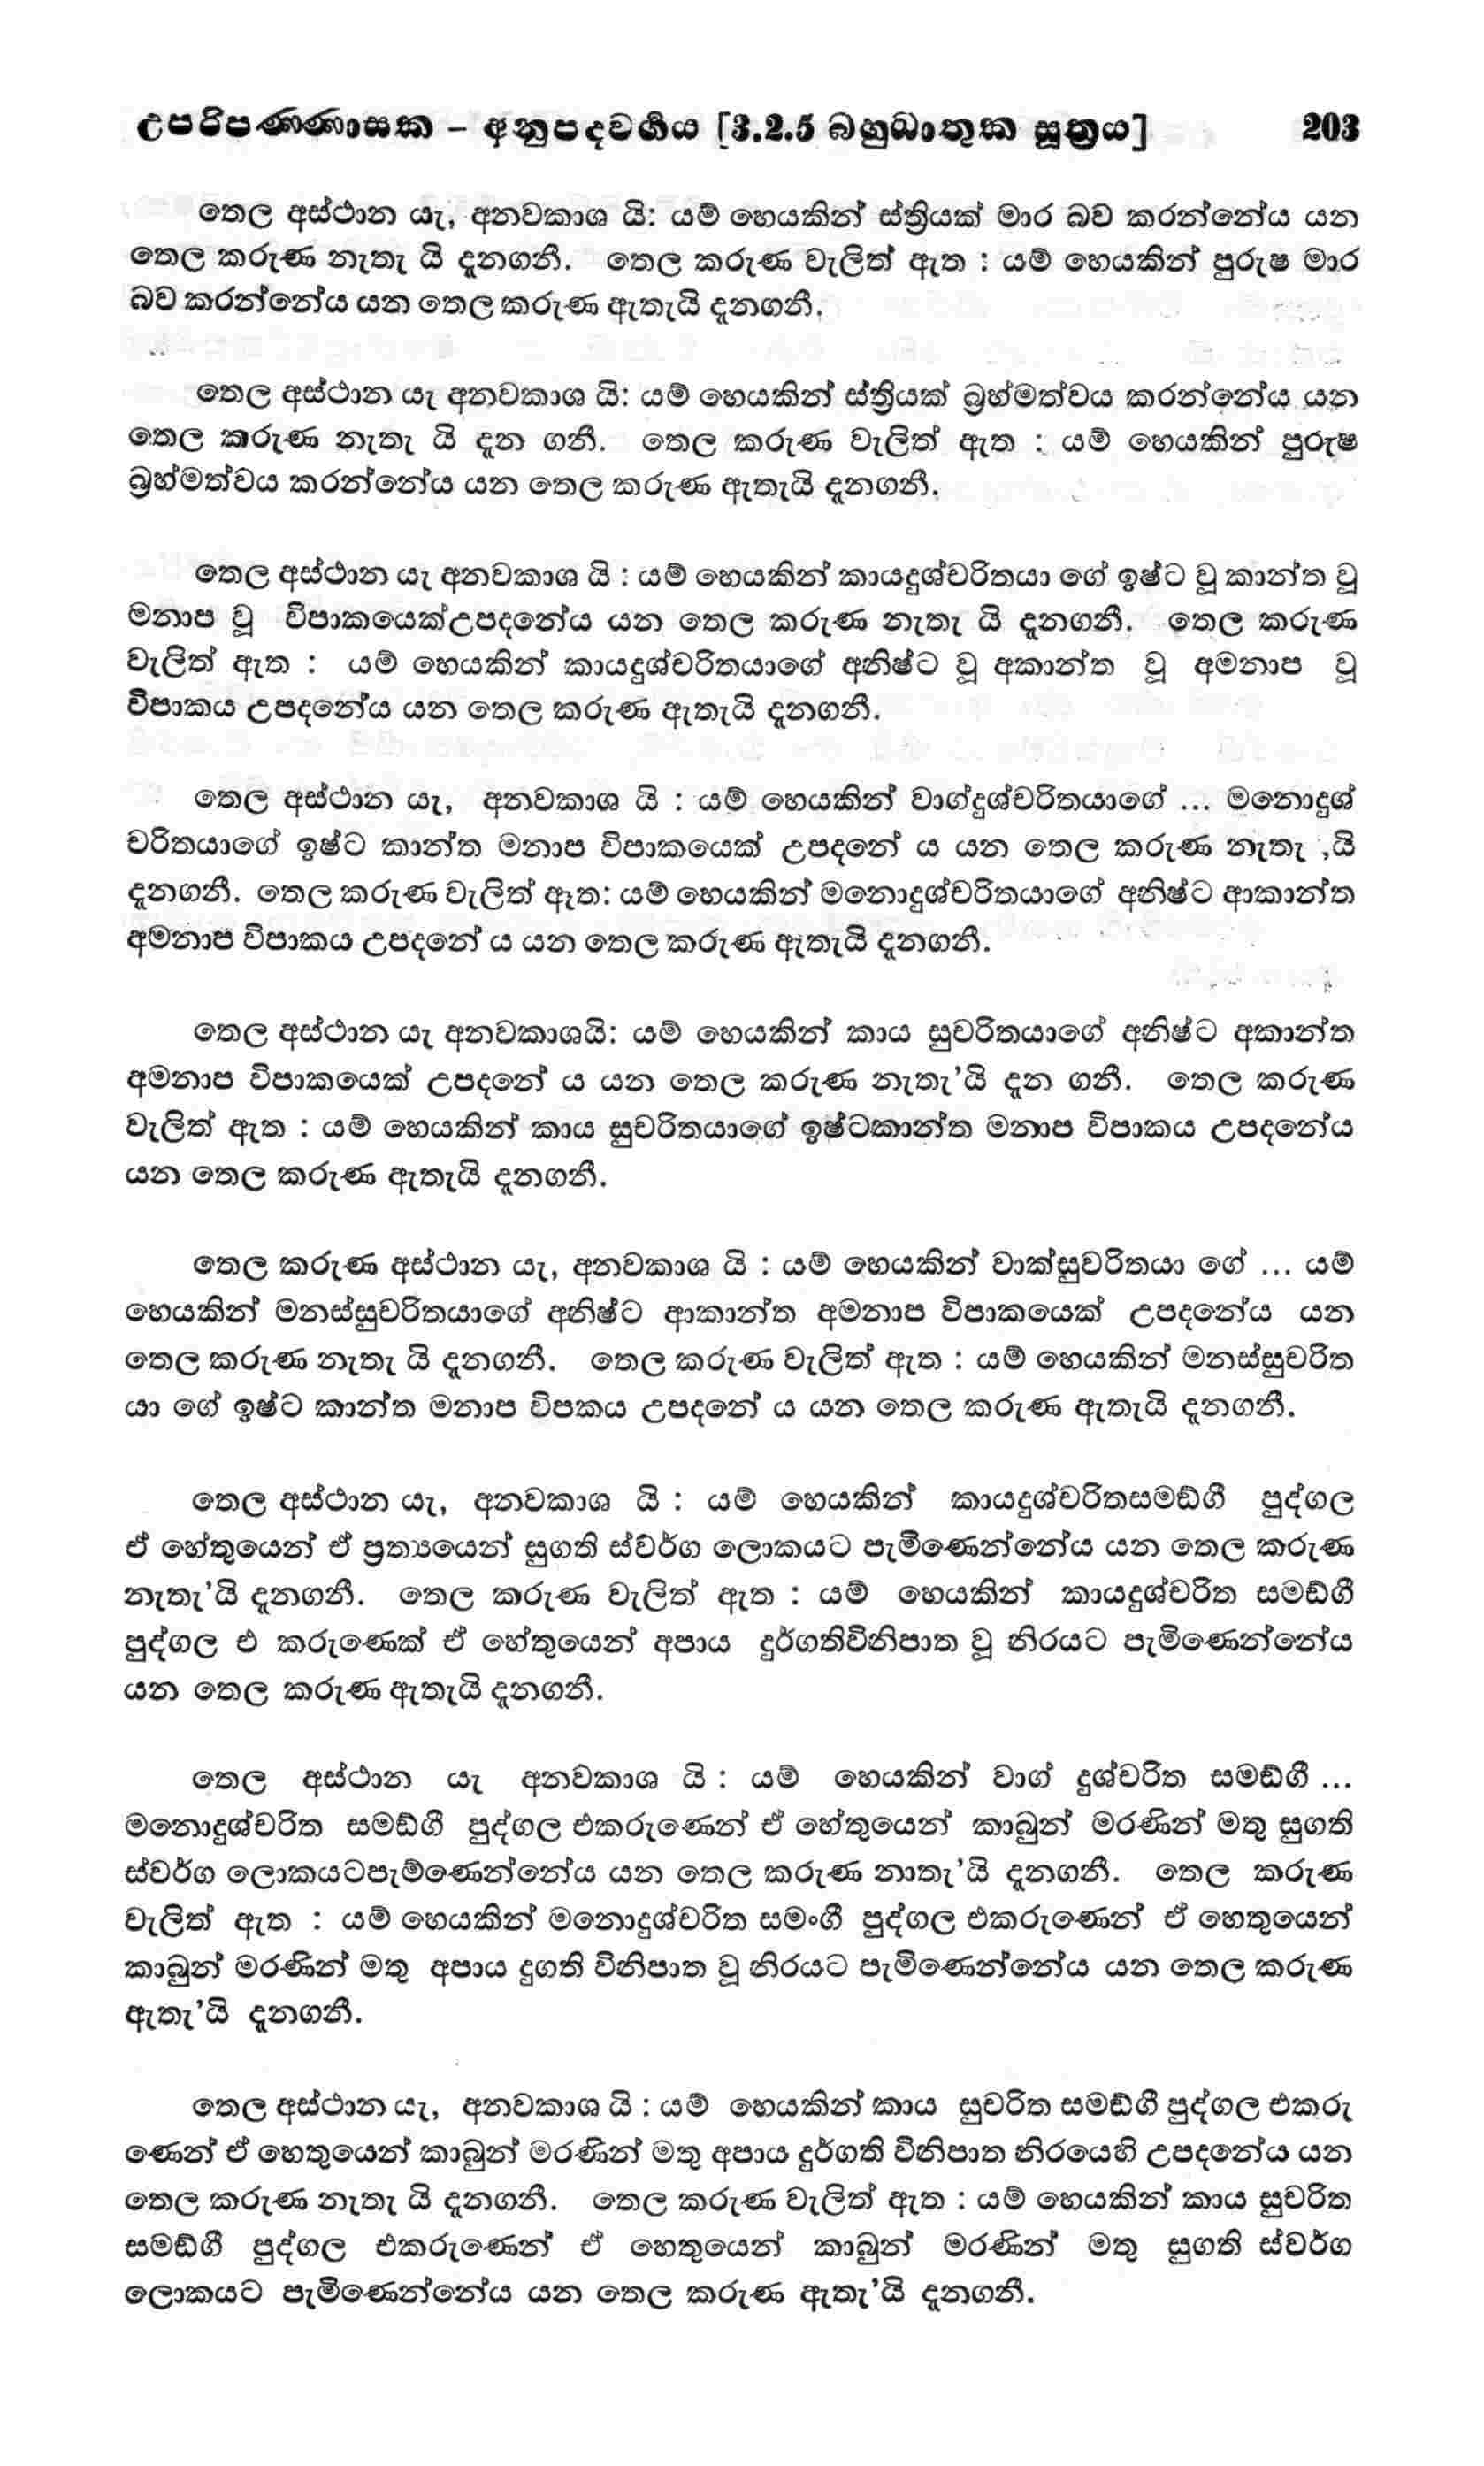 උපරිපණ්ණාසක – අනුපදවර්ගය [3.2.5 බහුධාතුක සූත්‍රය] 203
තෙල අස්ථාන යැ, අනවකාශ යි: යම් හෙයකින් ස්ත්‍රියක් මාර බව කරන්නේය යන
තෙල කරුණ නැතැ යි දැනගනී. තෙල කරුණ වැලිත් ඇත : යම් හෙයකින් පුරුෂ මාර
බව කරන්නේය යන තෙල කරුණ ඇතැයි දැනගනී.
තෙල අස්ථාන යැ අනවකාශ යි: යම් හෙයකින් ස්ත්‍රියක් බ්‍රහ්මත්වය කරන්නේය යන
තෙල කරුණ නැතැ යි දැන ගනී. තෙල කරුණ වැලිත් ඇත : යම් හෙයකින් පුරුෂ
බ්‍රහ්මත්වය කරන්නේය යන තෙල කරුණ ඇතැයි දැනගනී.
තෙල අස්ථාන යැ අනවකාශ යි : යම් හෙයකින් කායදුශ්චරිතයා ගේ ඉෂ්ට වූ කාන්ත වූ
මනාප වූ විපාකයෙක්උපදනේය යන තෙල කරුණ නැතැ යි දැනගනී. තෙල කරුණ
වැලිත් ඇත : යම් හෙයකින් කායදුශ්චරිතයාගේ අනිෂ්ට වූ අකාන්ත වූ අමනාප වූ
විපාකය උපදනේය යන තෙල කරුණ ඇතැයි දැනගනී.
තෙල අස්ථාන යැ, අනවකාශ යි : යම් හෙයකින් වාග්දුශ්චරිතයාගේ ... මනොදුශ්
චරිතයාගේ ඉෂ්ට කාන්ත මනාප විපාකයෙක් උපදනේ ය යන තෙල කරුණ නැතැ ,යි
දැනගනී. තෙල කරුණ වැලිත් ඈත: යම් හෙයකින් මනොදුශ්චරිතයාගේ අනිෂ්ට ආකාන්ත
අමනාප විපාකය උපදනේ ය යන තෙල කරුණ ඇතැයි දැනගනී.
තෙල අස්ථාන යැ අනවකාශයි: යම් හෙයකින් කාය සුචරිතයාගේ අනිෂ්ට අකාන්ත
අමනාප විපාකයෙක් උපදනේ ය යන තෙල කරුණ නැතැ’යි දැන ගනී. තෙල කරුණ
වැලිත් ඇත : යම් හෙයකින් කාය සුචරිතයාගේ ඉෂ්ටකාන්ත මනාප විපාකය උපදනේය
යන තෙල කරුණ ඇතැයි දැනගනී.
තෙල කරුණ අස්ථාන යැ, අනවකාශ යි : යම් හෙයකින් වාක්සුචරිතයා ගේ ... යම්
හෙයකින් මනස්සුචරිතයාගේ අනිෂ්ට ආකාන්ත අමනාප විපාකයෙක් උපදනේය යන
තෙල කරුණ නැතැ යි දැනගනී. තෙල කරුණ වැලිත් ඇත : යම් හෙයකින් මනස්සුචරිත
යා ගේ ඉෂ්ට කාන්ත මනාප විපකය උපදනේ ය යන තෙල කරුණ ඇතැයි දැනගනී.
තෙල අස්ථාන යැ, අනවකාශ යි : යම් හෙයකින් කායදුශ්චරිතසමඞ්ගී පුද්ගල
ඒ හේතුයෙන් ඒ ප්‍රත්‍යයෙන් සුගති ස්වර්ග ලොකයට පැමිණෙන්නේය යන තෙල කරුණ
නැතැ’යි දැනගනී. තෙල කරුණ වැලිත් ඇත : යම් හෙයකින් කායදුශ්චරිත සමඞ්ගී
පුද්ගල එ කරුණෙක් ඒ හේතුයෙන් අපාය දුර්ගතිවිනිපාත වූ නිරයට පැමිණෙන්නේය
යන තෙල කරුණ ඇතැයි දැනගනී.
තෙල අස්ථාන යැ අනවකාශ යි : යම් හෙයකින් වාග් දුශ්චරිත සමඞ්ගී ...
මනොදුශ්චරිත සමඞ්ගී පුද්ගල එකරුණෙන් ඒ හේතුයෙන් කාබුන් මරණින් මතු සුගති
ස්වර්ග ලොකයටපැම්ණෙන්නේය යන තෙල කරුණ නාතැ’යි දැනගනී. තෙල කරුණ
වැලිත් ඇත : යම් හෙයකින් මනොදුශ්චරිත සමංගී පුද්ගල එකරුණෙන් ඒ හෙතුයෙන්
කාබුන් මරණින් මතු අපාය දුගති විනිපාත වූ නිරයට පැමිණෙන්නේය යන තෙල කරුණ
ඇතැ’යි දැනගනී.
තෙල අස්ථාන යැ, අනවකාශ යි : යම් හෙයකින් කාය සුචරිත සමඞ්ගී පුද්ගල එකරු
ණෙන් ඒ හෙතුයෙන් කාබුන් මරණින් මතු අපාය දුර්ගති විනිපාත නිරයෙහි උපදනේය යන
තෙල කරුණ නැතැ යි දැනගනී. තෙල කරුණ වැලිත් ඇත : යම් හෙයකින් කාය සුචරිත
සමඞ්ගී පුද්ගල එකරුණෙන් ඒ හෙතුයෙන් කාබුන් මරණින් මතු සුගති ස්වර්ග
ලොකයට පැමිණෙන්නේය යන තෙල කරුණ ඇතැ’යි දැනගනී.